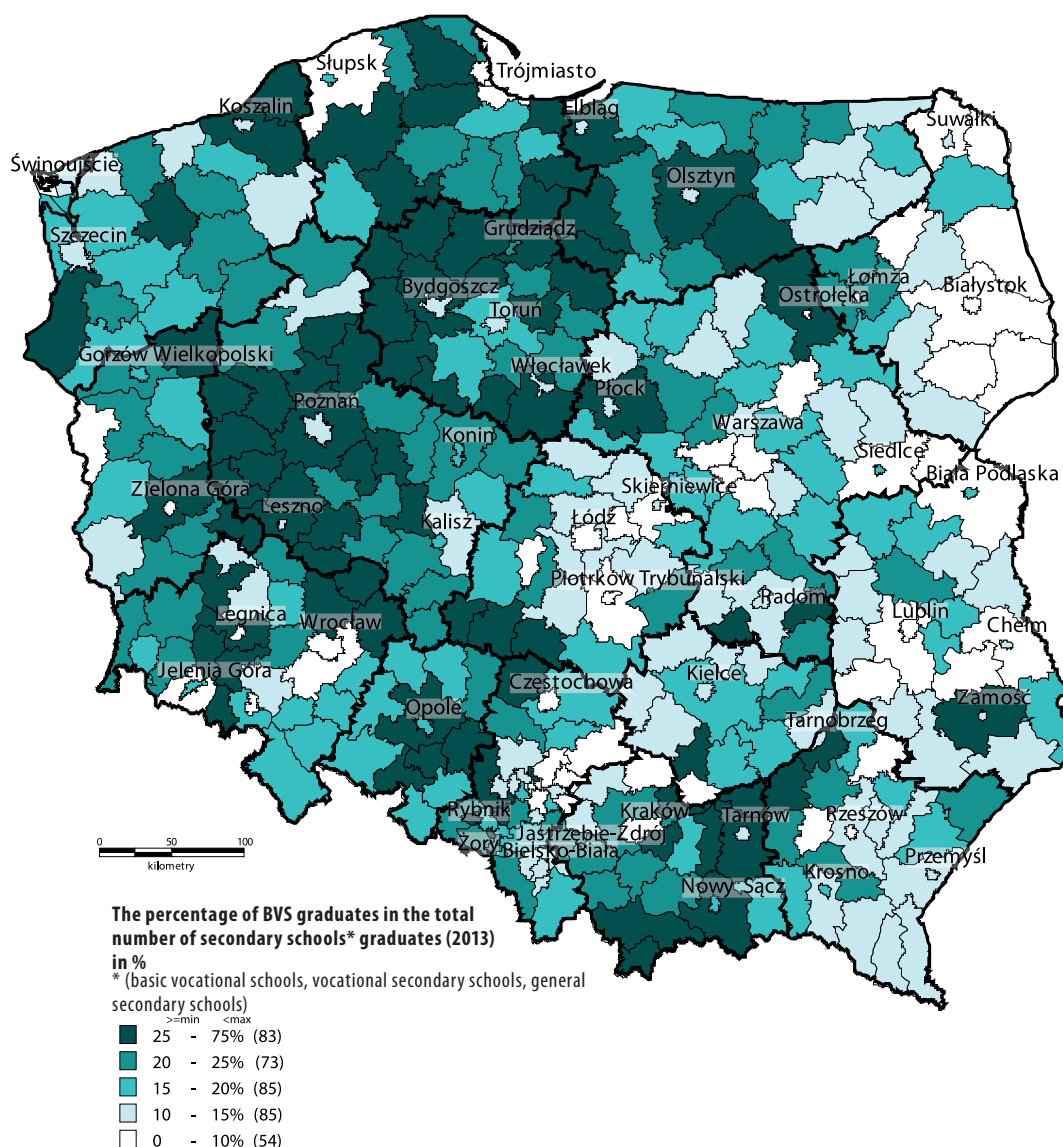 Słupsk
Trójmiasto
Koszalin
Elbląg
Suwałki
Świnoujście
Olsztyn
Szczecin
Grudziądz
Łomża
Bydgoszcz
Ostrołęka
Białystok
Toruń
Gorzów Wielkopolski
Włocławek
Płock
Poznań
Warszawa
Konin
Siedlce
Biała Podlaska
Skierniewice
Zielona Góra
Leszno
Kalisz
Łódź
Piotrków Trybunalski
Radom
Legnica
Wrocław
Lublin
Chełm
Jelenia Góra
Kielce
Częstochowa
Zamość
Opole
Tarnobrzeg
Rybnik
Kraków
Tarnów
Rzeszów
Jastrzębie-Zdrój
Żory
Bielsko-Biała
Przemyśl
Krosno
Nowy Sącz
0 50 100
kilometry
The percentage of BVS graduates in the total
number of secondary schools* graduates (2013)
in %
* (basic vocational schools, vocational secondary schools, general
secondary schools)
>=min <max
25 - 75% (83)
20 - 25% (73)
15 - 20% (85)
10 - 15% (85)
0 - 10% (54)